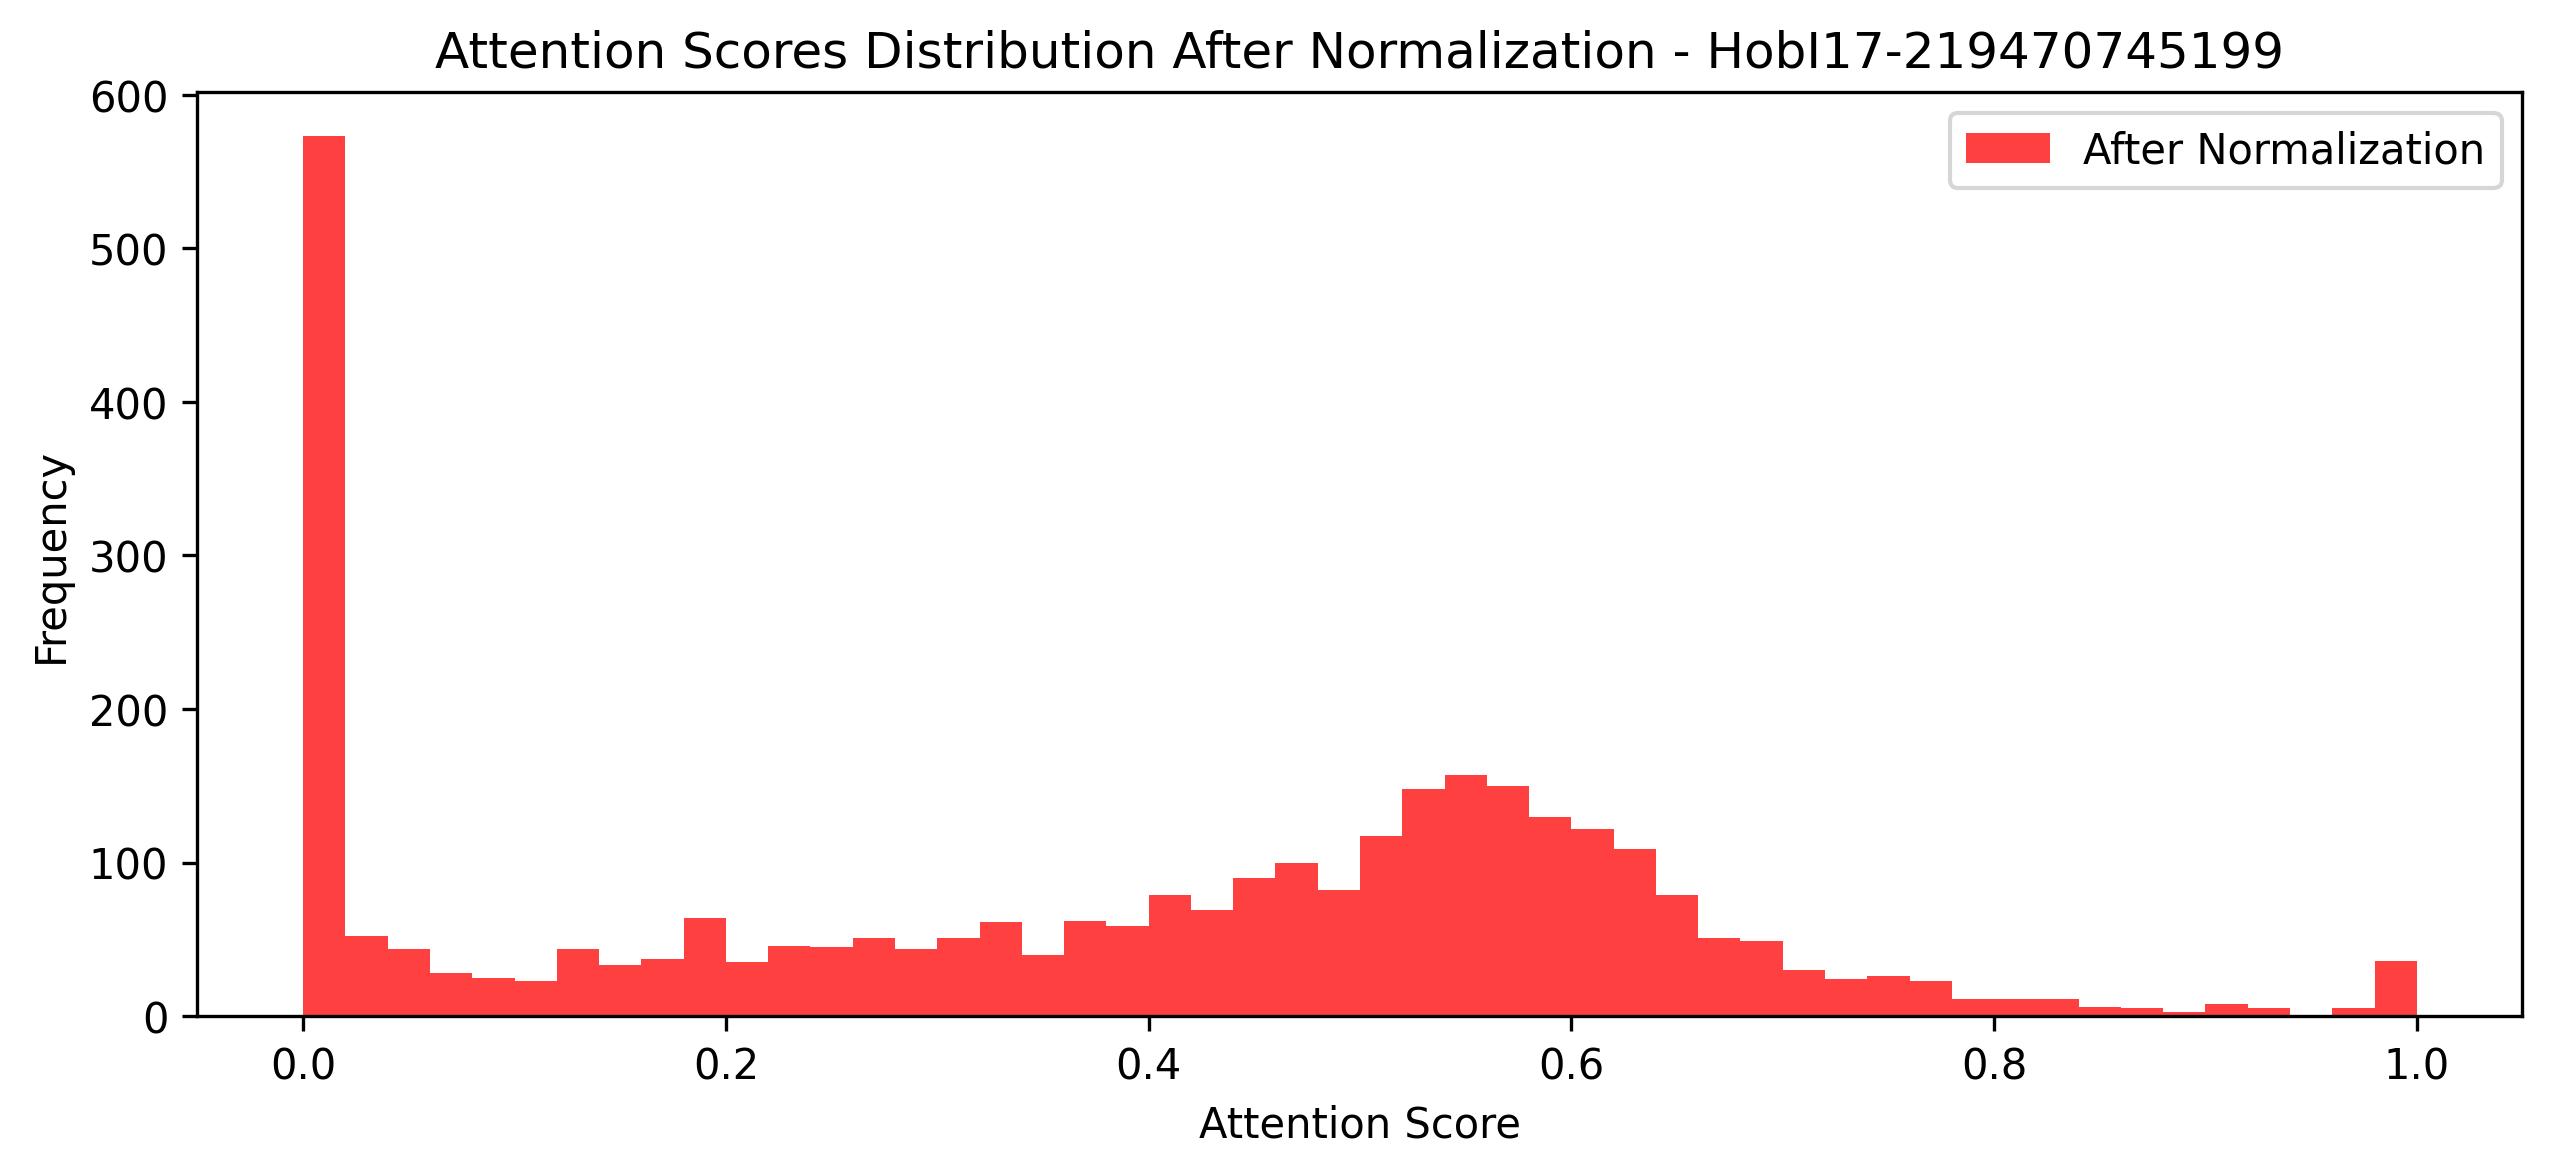 Attention Scores Distribution After Normalization - HobI17-219470745199
After Normalization
Frequency
600
500
400
300
200
100
0
0.0 0.2 0.4 0.6 0.8 1.0
Attention Score